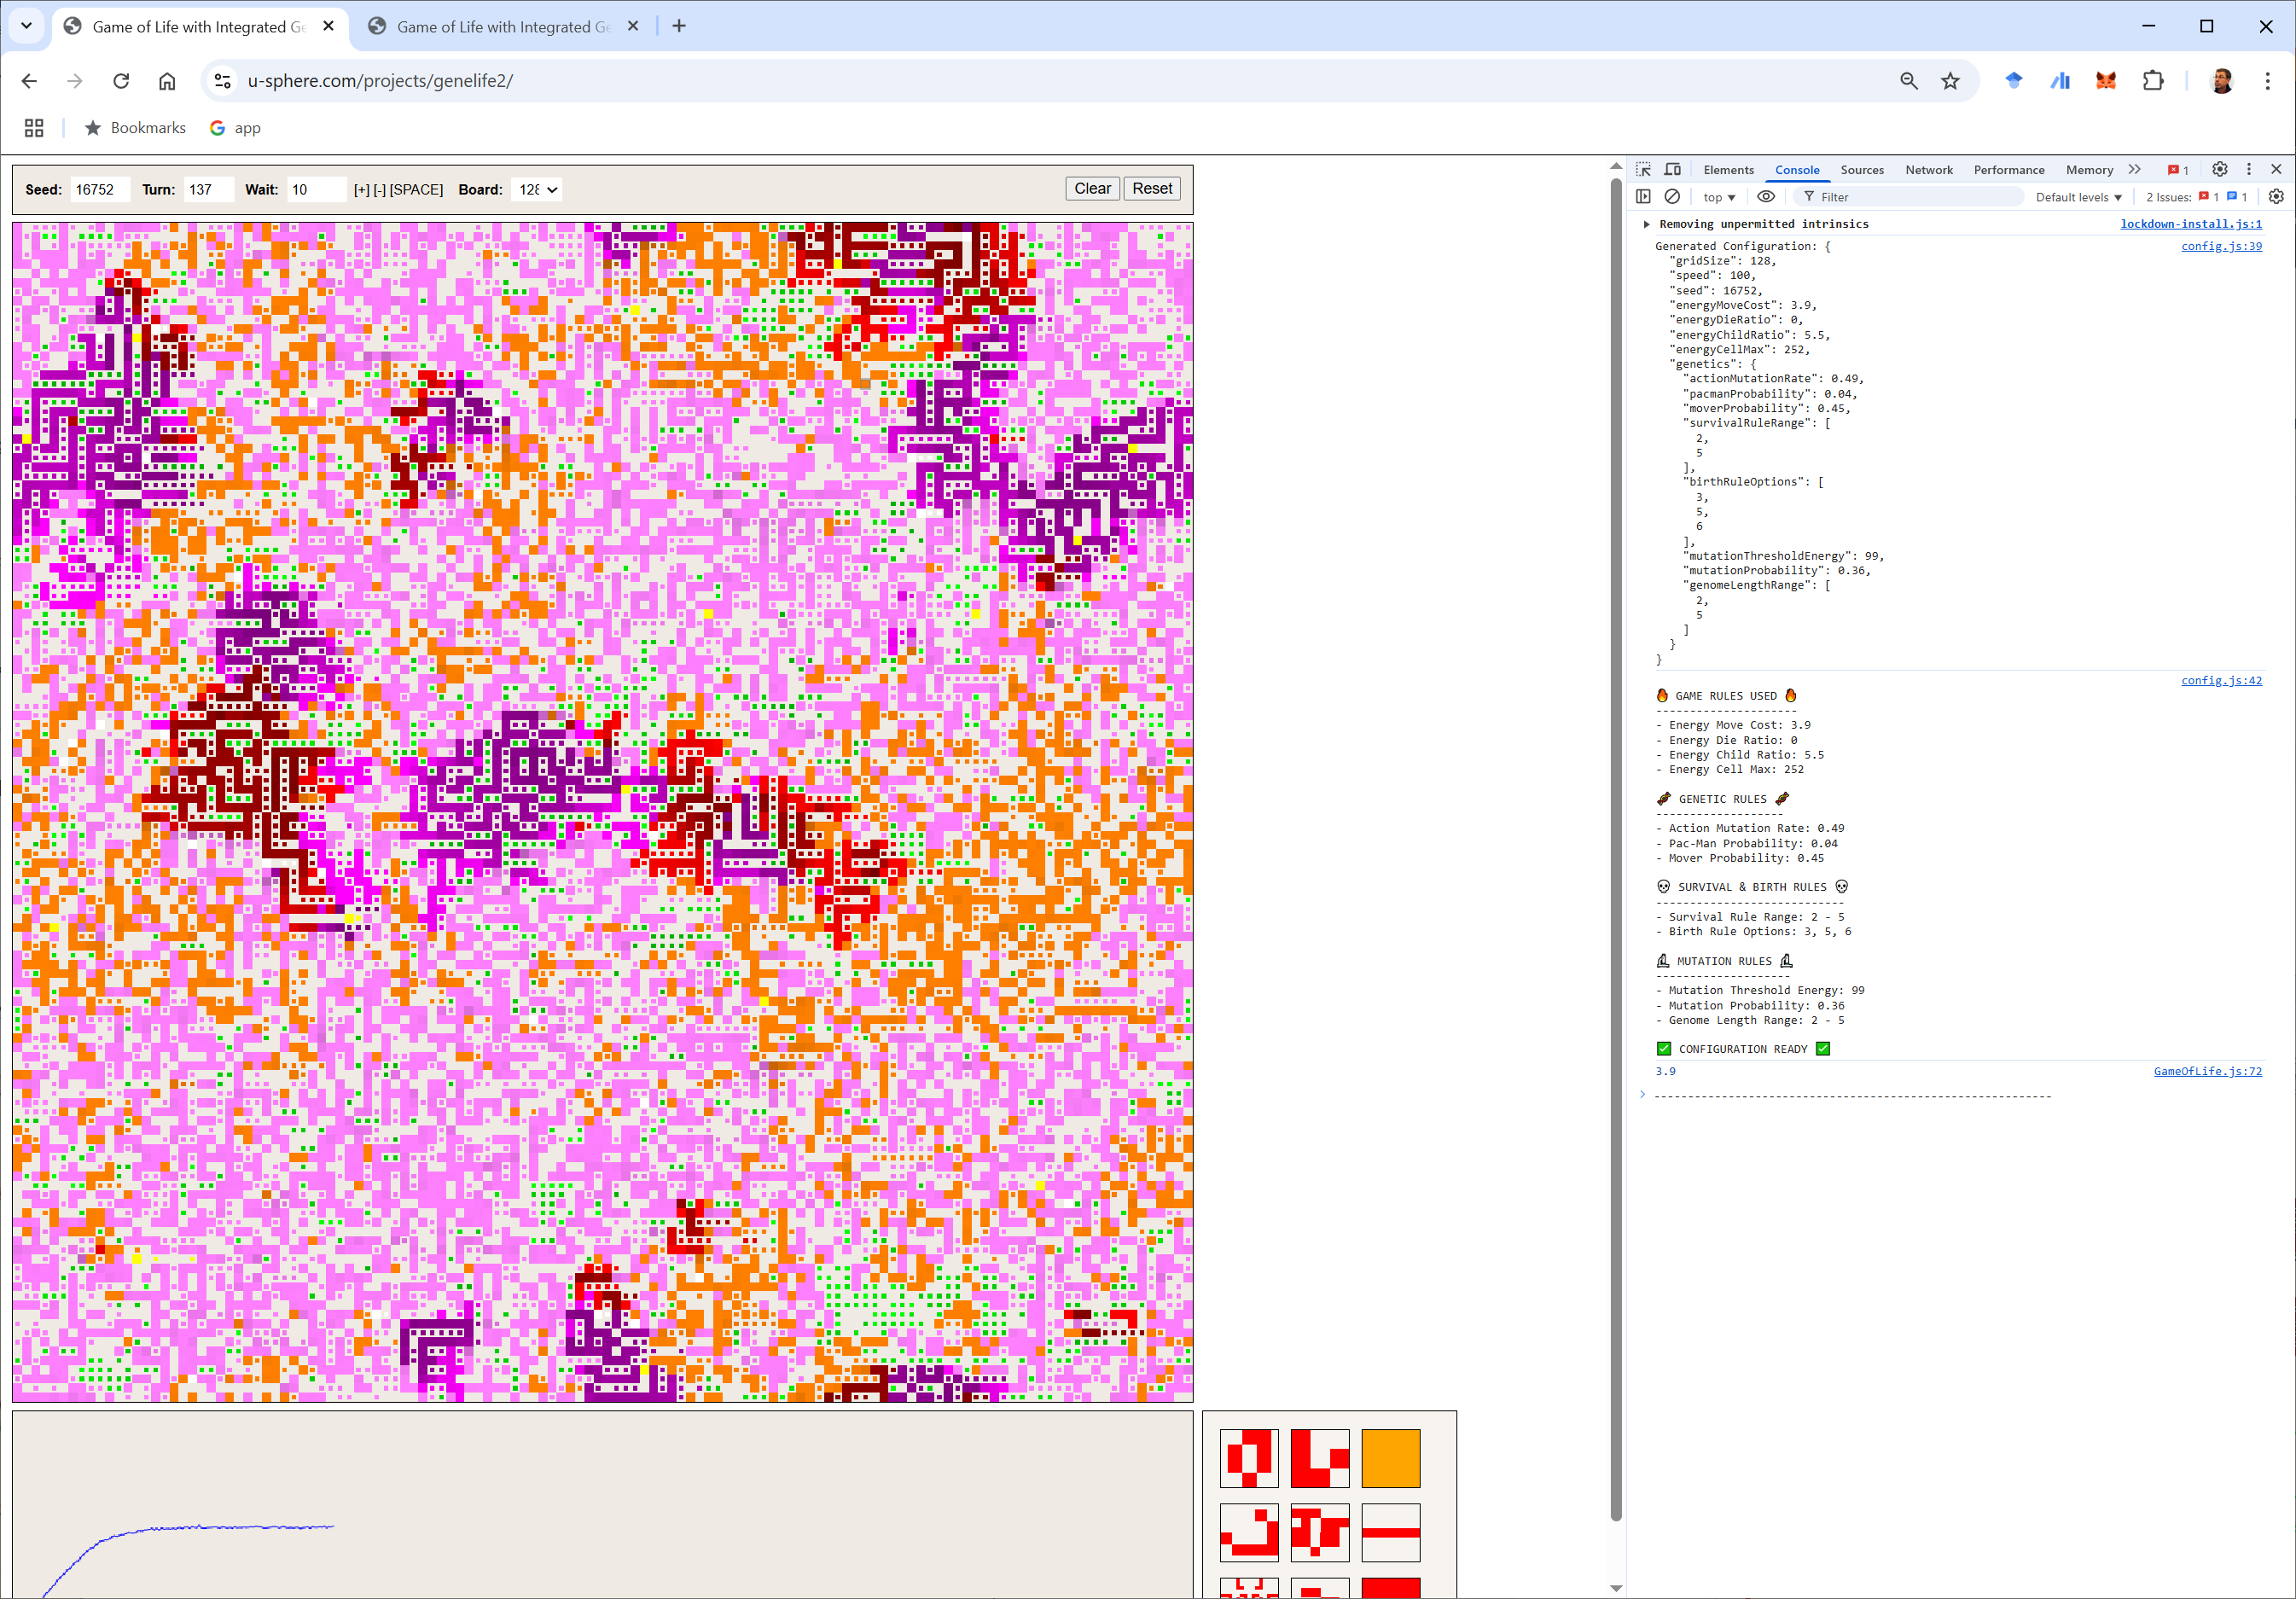 Game of Life with Integrated Ge
Game of Life with Integrated Ge
u-sphere.com/projects/genelife2/
Bookmarks
app
Seed: 16752 Turn: 137 Wait: 10 [+] [-] [SPACE] Board: 128 Clear Reset
Elements Console Sources Network Performance Memory 1
top Filter Default levels 2 Issues: 1 1
Removing unpermitted intrinsics lockdown-install.js:1
Generated Configuration: { config.js:39
"gridSize": 128,
"speed": 100,
"seed": 16752,
"energyMoveCost": 3.9,
"energyDieRatio": 0,
"energyChildRatio": 5.5,
"energyCellMax": 252,
"genetics": {
"actionMutationRate": 0.49,
"pacmanProbability": 0.04,
"moverProbability": 0.45,
"survivalRuleRange": [
2,
5
],
"birthRuleOptions": [
3,
5,
6
],
"mutationThresholdEnergy": 99,
"mutationProbability": 0.36,
"genomeLengthRange": [
2,
5
]
}
}
config.js:42
🔥 GAME RULES USED 🔥
---------------------
- Energy Move Cost: 3.9
- Energy Die Ratio: 0
- Energy Child Ratio: 5.5
- Energy Cell Max: 252
🧬 GENETIC RULES 🧬
-------------------
- Action Mutation Rate: 0.49
- Pac-Man Probability: 0.04
- Mover Probability: 0.45
💀 SURVIVAL & BIRTH RULES 💀
----------------------------
- Survival Rule Range: 2 - 5
- Birth Rule Options: 3, 5, 6
MUTATION RULES
--------------------
- Mutation Threshold Energy: 99
- Mutation Probability: 0.36
- Genome Length Range: 2 - 5
✅ CONFIGURATION READY ✅
3.9 GameOfLife.js:72
> -----------------------------------------------------------